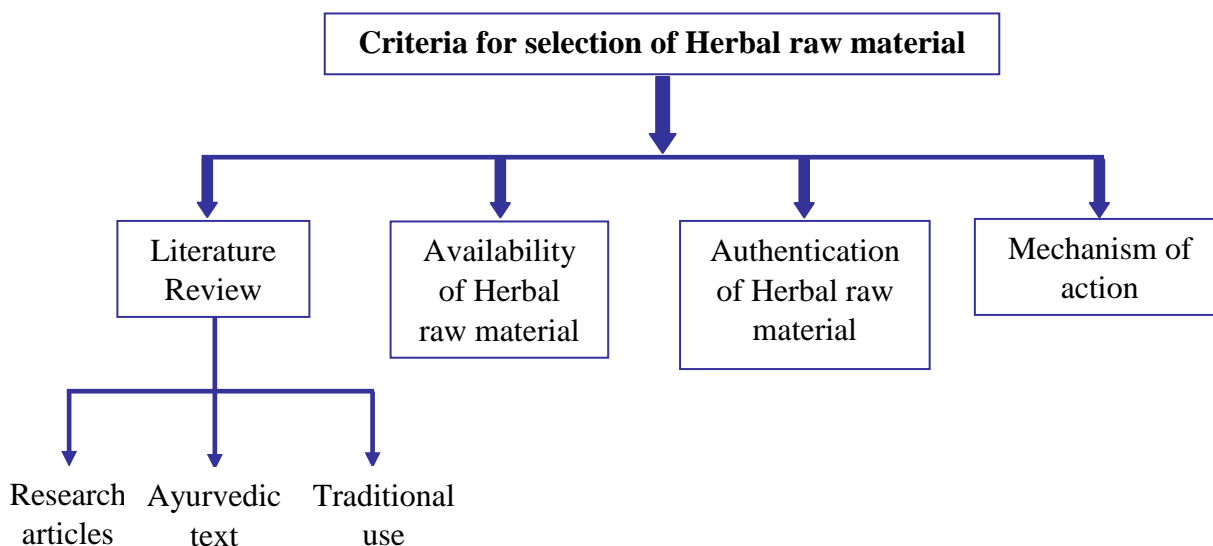 Criteria for selection of Herbal raw material
Literature
Review
Availability
of Herbal
raw material
Authentication
of Herbal raw
material
Mechanism of
action
Research
articles
Ayurvedic
text
Traditional
use